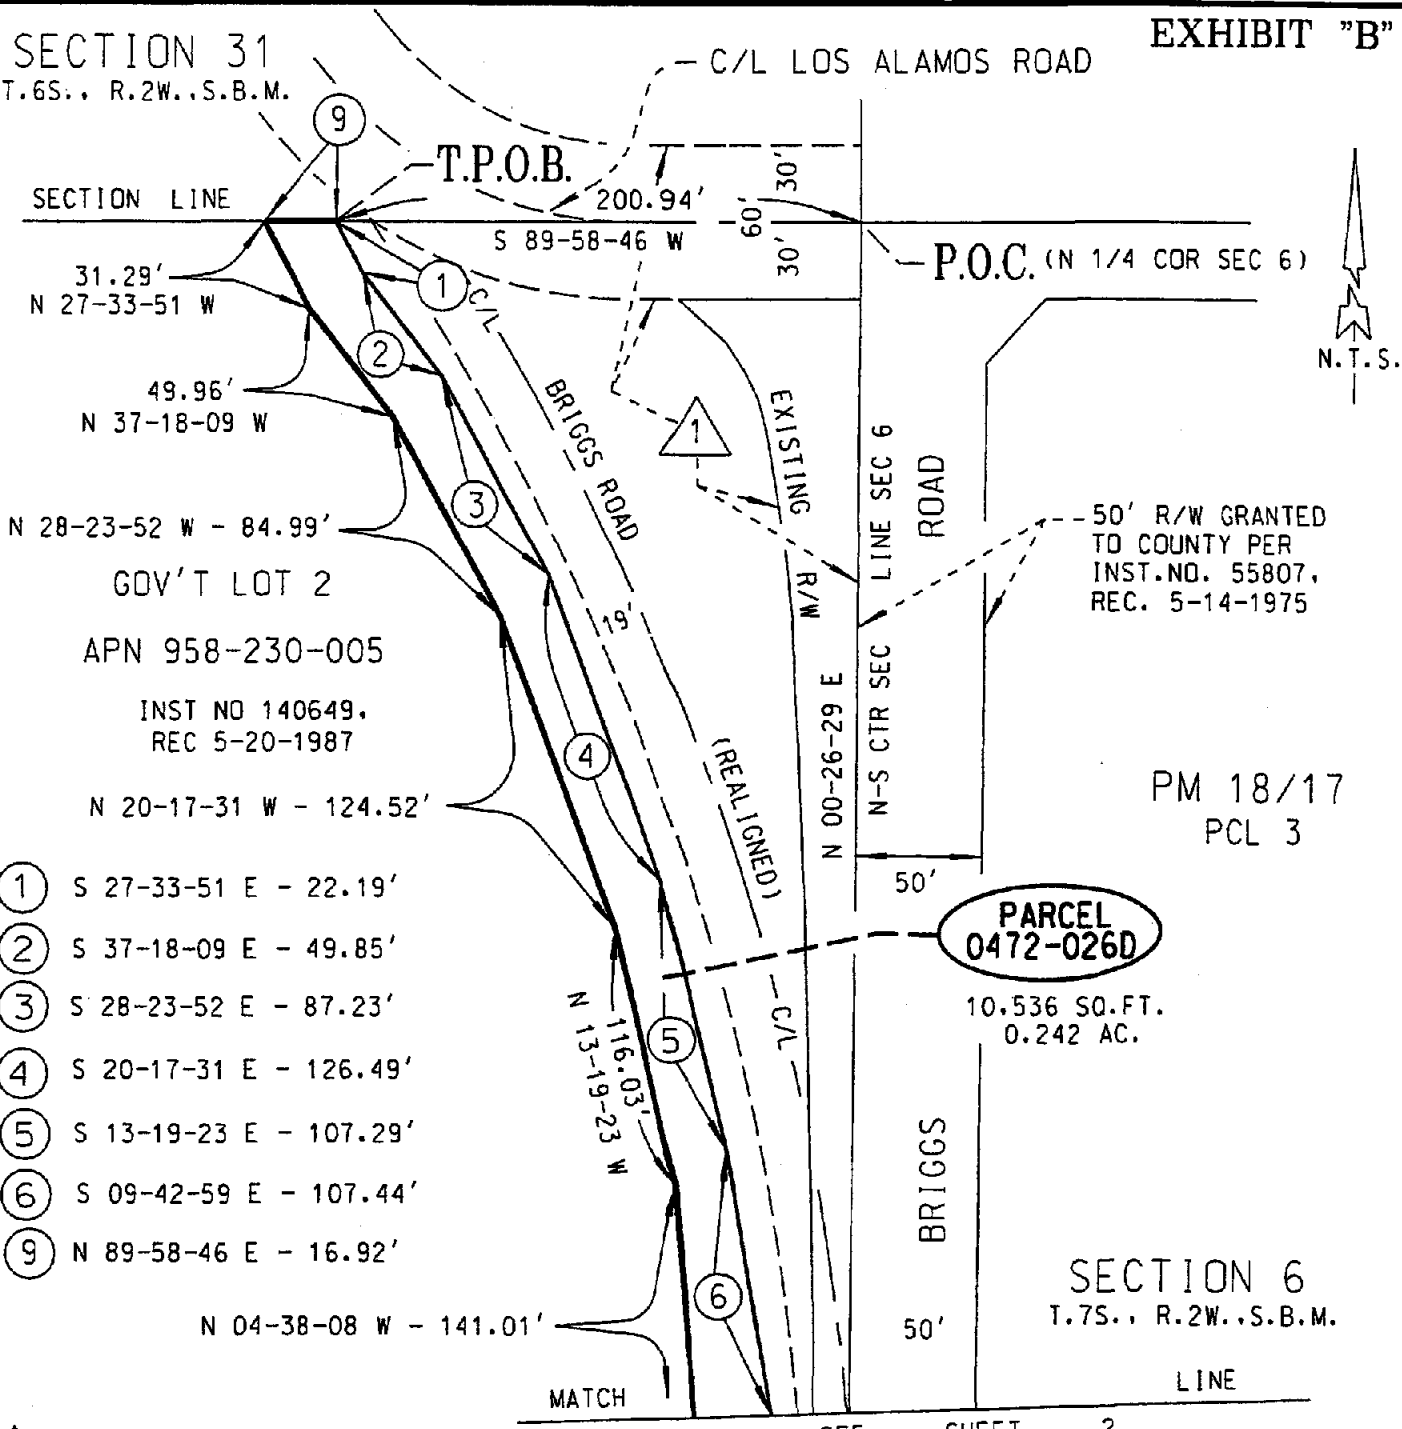 EXHIBIT "B"
SECTION 31
T.6S., R.2W.,S.B.M.
C/L LOS ALAMOS ROAD
9
T.P.O.B.
30'
SECTION LINE
200.94'
60'
S 89-58-46 W
30'
P.O.C. (N 1/4 COR SEC 6)
N.T.S.
31.29'
N 27-33-51 W
1
C/L
2
49.96'
N 37-18-09 W
BRIGGS ROAD
1
EXISTING
R/W
N-S CTR SEC LINE SEC 6
ROAD
3
N 28-23-52 W - 84.99'
50' R/W GRANTED
TO COUNTY PER
INST.NO. 55807,
REC. 5-14-1975
GOV'T LOT 2
19'
APN 958-230-005
INST NO 140649,
REC 5-20-1987
N 00-26-29 E
4
(REALIGNED)
N 20-17-31 W - 124.52'
PM 18/17
PCL 3
50'
1 S 27-33-51 E - 22.19'
2 S 37-18-09 E - 49.85'
3 S 28-23-52 E - 87.23'
4 S 20-17-31 E - 126.49'
5 S 13-19-23 E - 107.29'
6 S 09-42-59 E - 107.44'
9 N 89-58-46 E - 16.92'
PARCEL
0472-026D
10,536 SQ.FT.
0.242 AC.
116.03'
N 13-19-23 W
5
C/L
BRIGGS
6
N 04-38-08 W - 141.01'
50'
SECTION 6
T.7S., R.2W.,S.B.M.
MATCH LINE
SEE SHEET 2